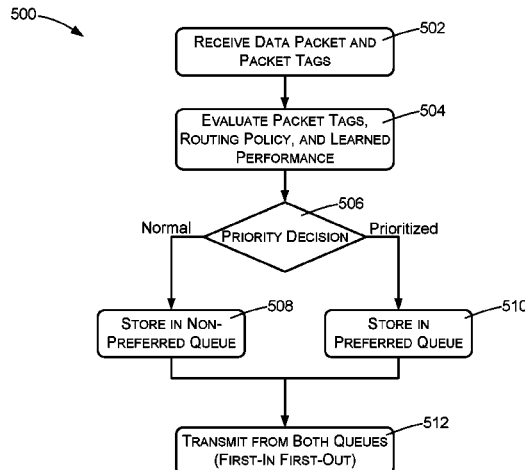 500
502
RECEIVE DATA PACKET AND
PACKET TAGS
504
EVALUATE PACKET TAGS,
ROUTING POLICY, AND LEARNED
PERFORMANCE
506
Normal
PRIORITY DECISION
Prioritized
508
STORE IN NON-
PREFERRED QUEUE
510
STORE IN
PREFERRED QUEUE
512
TRANSMIT FROM BOTH QUEUES
(FIRST-IN FIRST-OUT)